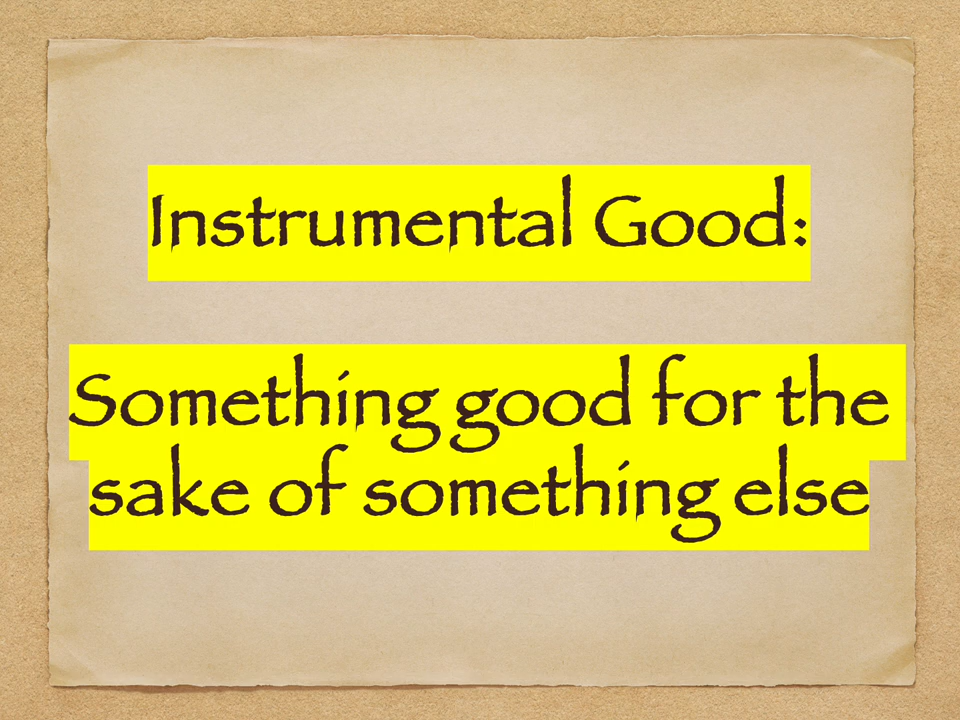 Instrumental Good:
Something good for the
sake of something else